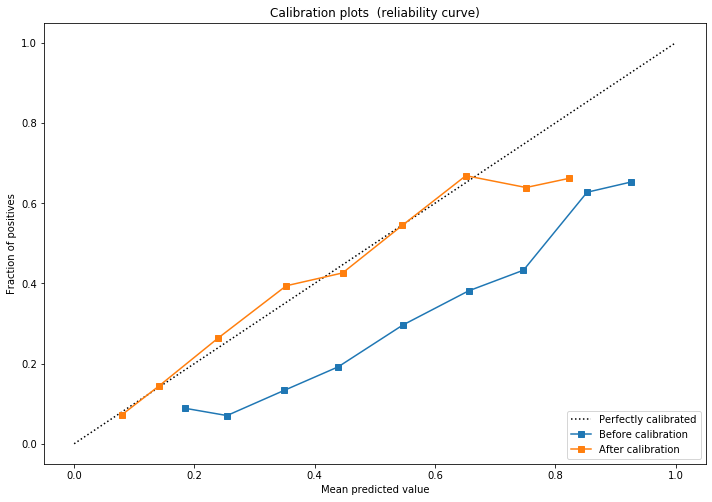 Calibration plots  (reliability curve)
Fraction of positives
1.0
0.8
0.6
0.4
0.2
0.0
0.0
0.2
0.4
0.6
0.8
1.0
Mean predicted value
Perfectly calibrated
Before calibration
After calibration